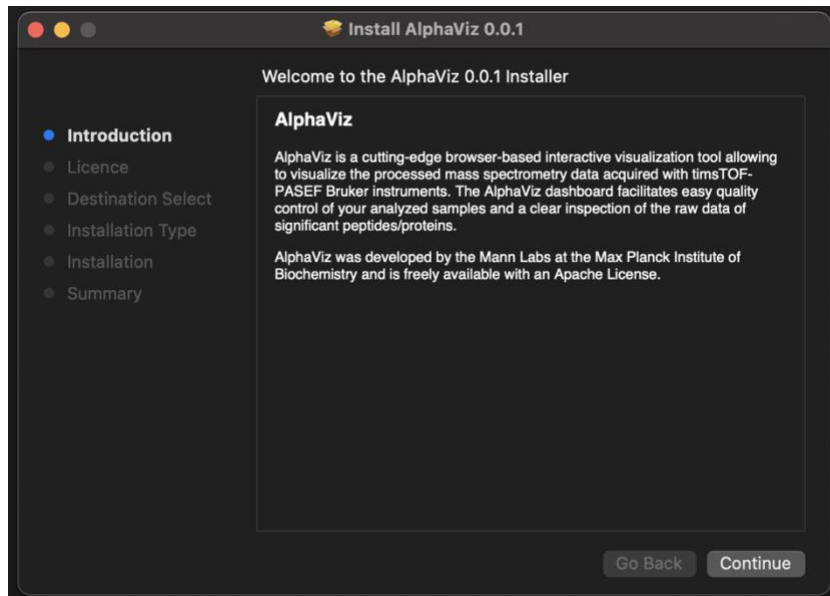 Install AlphaViz 0.0.1
Welcome to the AlphaViz 0.0.1 Installer
Introduction
Licence
Destination Select
Installation Type
Installation
Summary
AlphaViz
AlphaViz is a cutting-edge browser-based interactive visualization tool allowing
to visualize the processed mass spectrometry data acquired with timsTOF-
PASEF Bruker instruments. The AlphaViz dashboard facilitates easy quality
control of your analyzed samples and a clear inspection of the raw data of
significant peptides/proteins.
AlphaViz was developed by the Mann Labs at the Max Planck Institute of
Biochemistry and is freely available with an Apache License.
Go Back
Continue